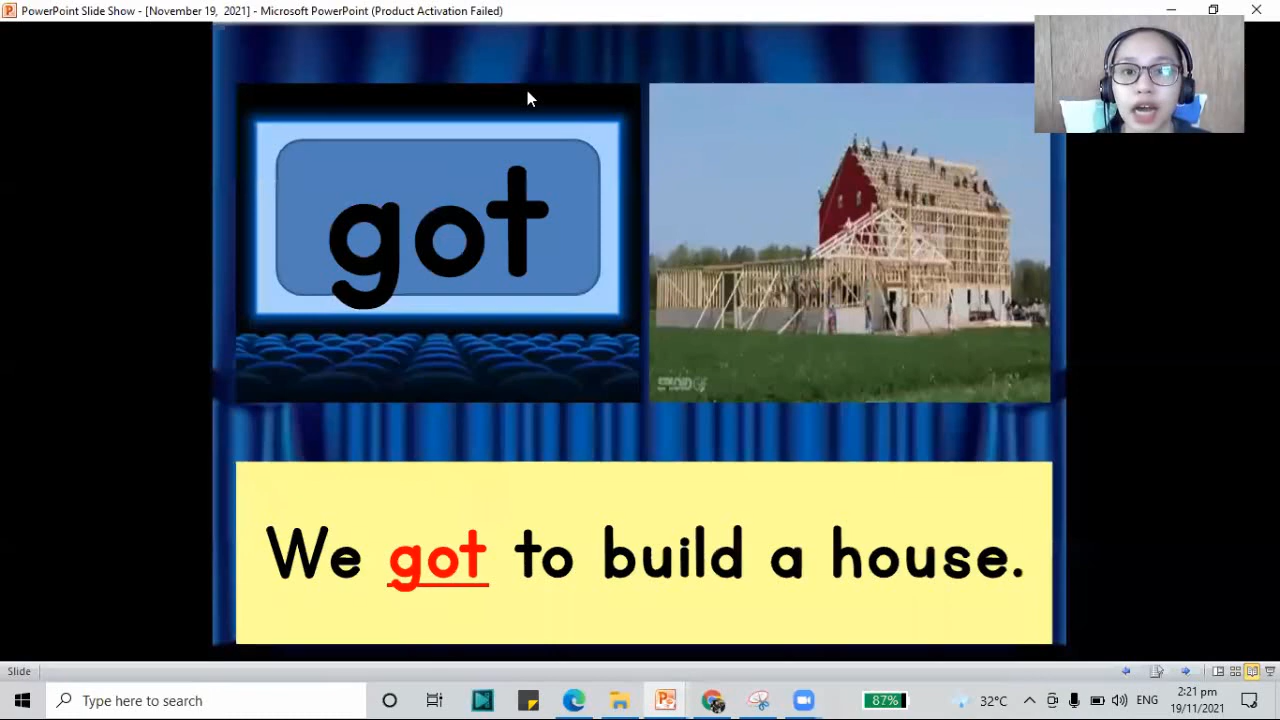 PowerPoint Slide Show - [November 19, 2021] - Microsoft PowerPoint (Product Activation Failed)
got
We got to build a house.
Slide
Type here to search
87%
32°C
ENG
2:21 pm
19/11/2021